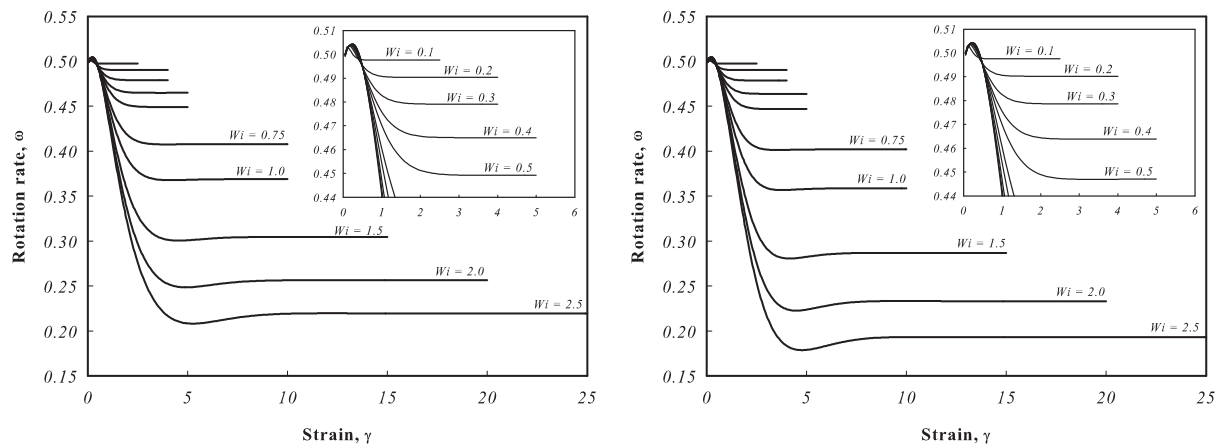 0.55
0.50
0.45
0.40
0.35
0.30
0.25
0.20
0.15
Rotation rate, ω
0 5 10 15 20 25
Strain, γ
Wi = 0.75
Wi = 1.0
Wi = 1.5
Wi = 2.0
Wi = 2.5
0.51
0.50
0.49
0.48
0.47
0.46
0.45
0.44
0 1 2 3 4 5 6
Wi = 0.1
Wi = 0.2
Wi = 0.3
Wi = 0.4
Wi = 0.5
0.55
0.50
0.45
0.40
0.35
0.30
0.25
0.20
0.15
Rotation rate, ω
0 5 10 15 20 25
Strain, γ
Wi = 0.75
Wi = 1.0
Wi = 1.5
Wi = 2.0
Wi = 2.5
0.51
0.50
0.49
0.48
0.47
0.46
0.45
0.44
0 1 2 3 4 5 6
Wi = 0.1
Wi = 0.2
Wi = 0.3
Wi = 0.4
Wi = 0.5